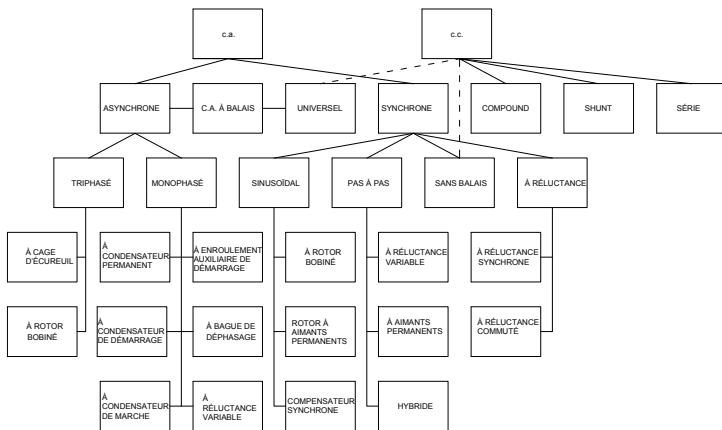 c.a.
c.c.
ASYNCHRONE
C.A. À BALAIS
UNIVERSEL
SYNCHRONE
COMPOUND
SHUNT
SÉRIE
TRIPHASÉ
MONOPHASÉ
SINUSOÏDAL
PAS À PAS
SANS BALAIS
À RÉLUCTANCE
À CAGE
D'ÉCUREUIL
À
CONDENSATEUR
PERMANENT
À ENROULEMENT
AUXILIAIRE DE
DÉMARRAGE
À ROTOR
BOBINÉ
À RÉLUCTANCE
VARIABLE
À RÉLUCTANCE
SYNCHRONE
À ROTOR
BOBINÉ
À
CONDENSATEUR
DE DÉMARRAGE
À BAGUE DE
DÉPHASAGE
ROTOR À
AIMANTS
PERMANENTS
À AIMANTS
PERMANENTS
À RÉLUCTANCE
COMMUTÉ
À
CONDENSATEUR
DE MARCHE
À
RÉLUCTANCE
VARIABLE
COMPENSATEUR
SYNCHRONE
HYBRIDE